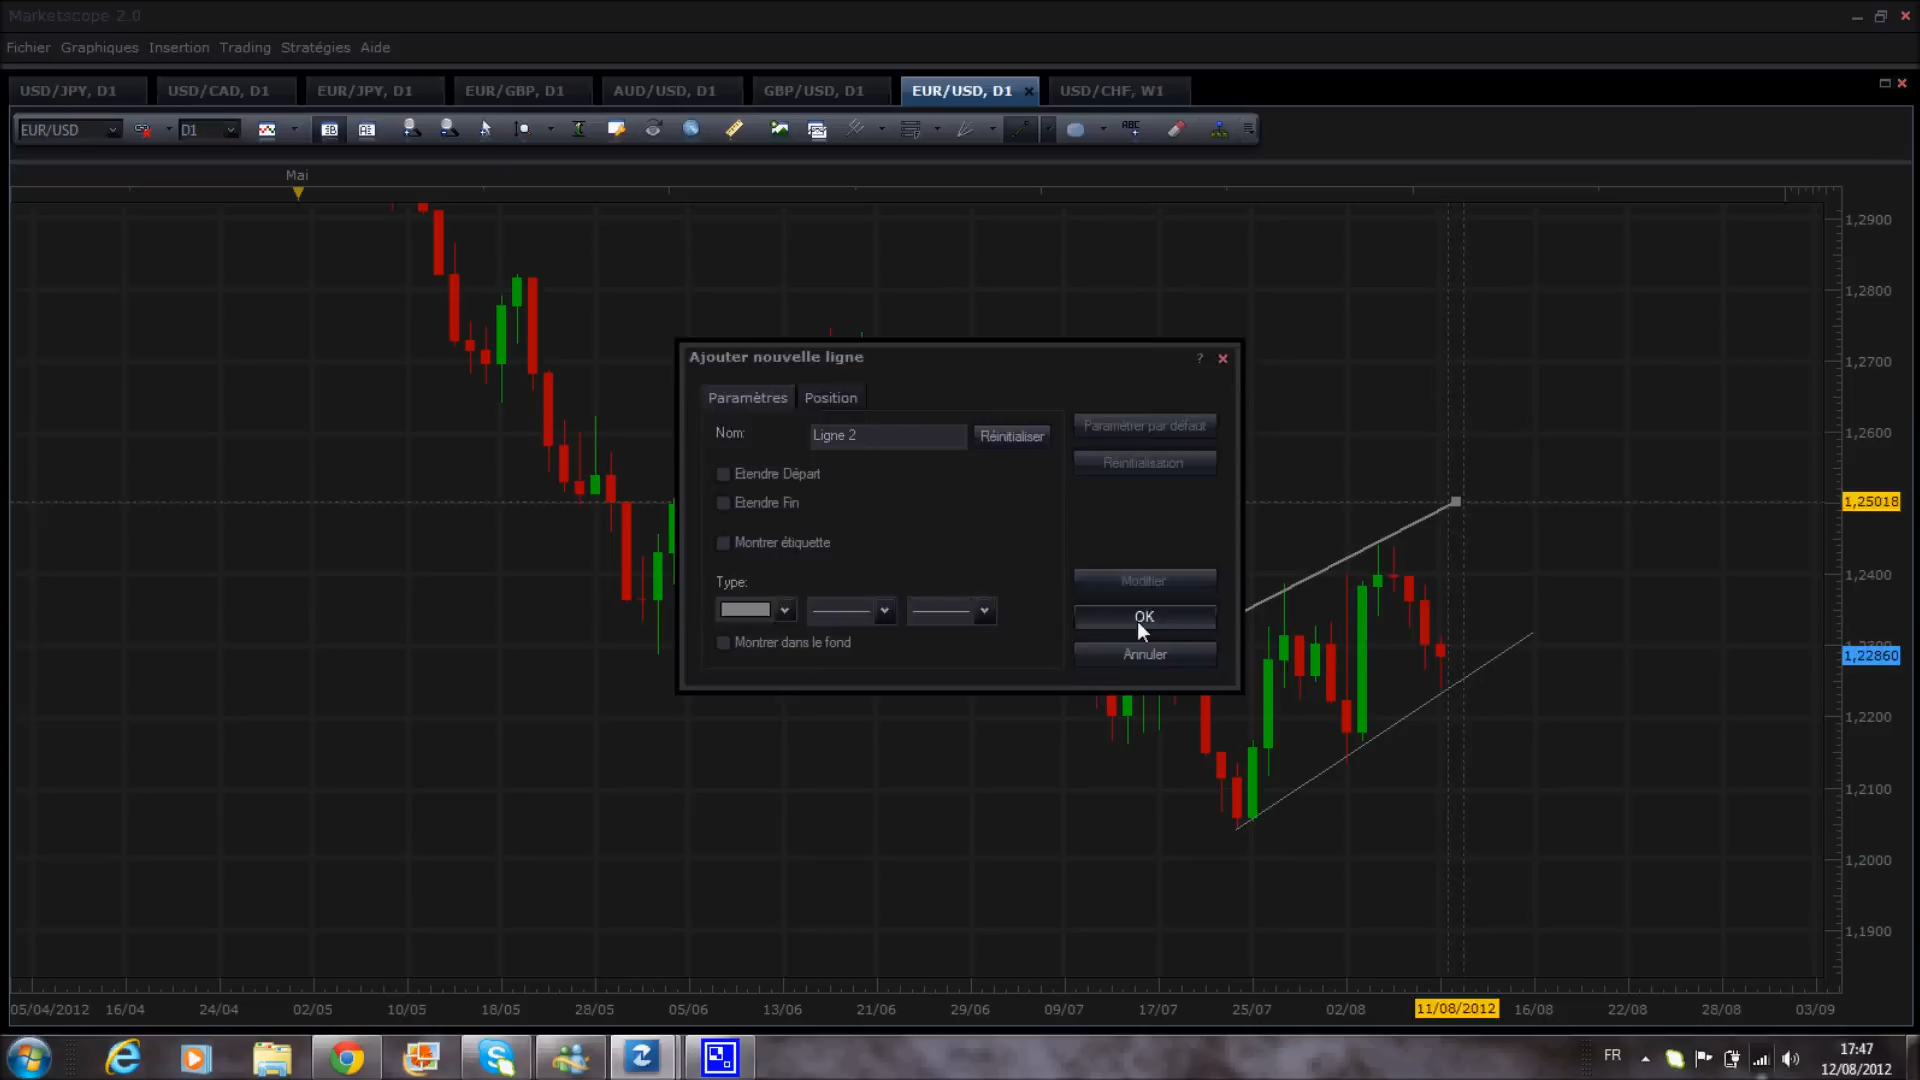 Marketscope 2.0
Fichier Graphiques Insertion Trading Stratégies Aide
USD/JPY, D1 USD/CAD, D1 EUR/JPY, D1 EUR/GBP, D1 AUD/USD, D1 GBP/USD, D1 EUR/USD, D1 USD/CHF, W1
EUR/USD D1 ABC
Mai
1,2900
1,2800
1,2700
1,2600
1,25018
1,2400
1,2300
1,22860
1,2200
1,2100
1,2000
1,1900
Ajouter nouvelle ligne ?
Paramètres Position
Nom: Ligne 2 Réinitialiser
Paramétrer par défaut
Réinitialisation
Etendre Départ
Etendre Fin
Montrer étiquette
Type:
Montrer dans le fond
Modifier
OK
Annuler
05/04/2012 16/04 24/04 02/05 10/05 18/05 28/05 05/06 13/06 21/06 29/06 09/07 17/07 25/07 02/08 11/08/2012 16/08 22/08 28/08 03/09
FR 17:47
12/08/2012